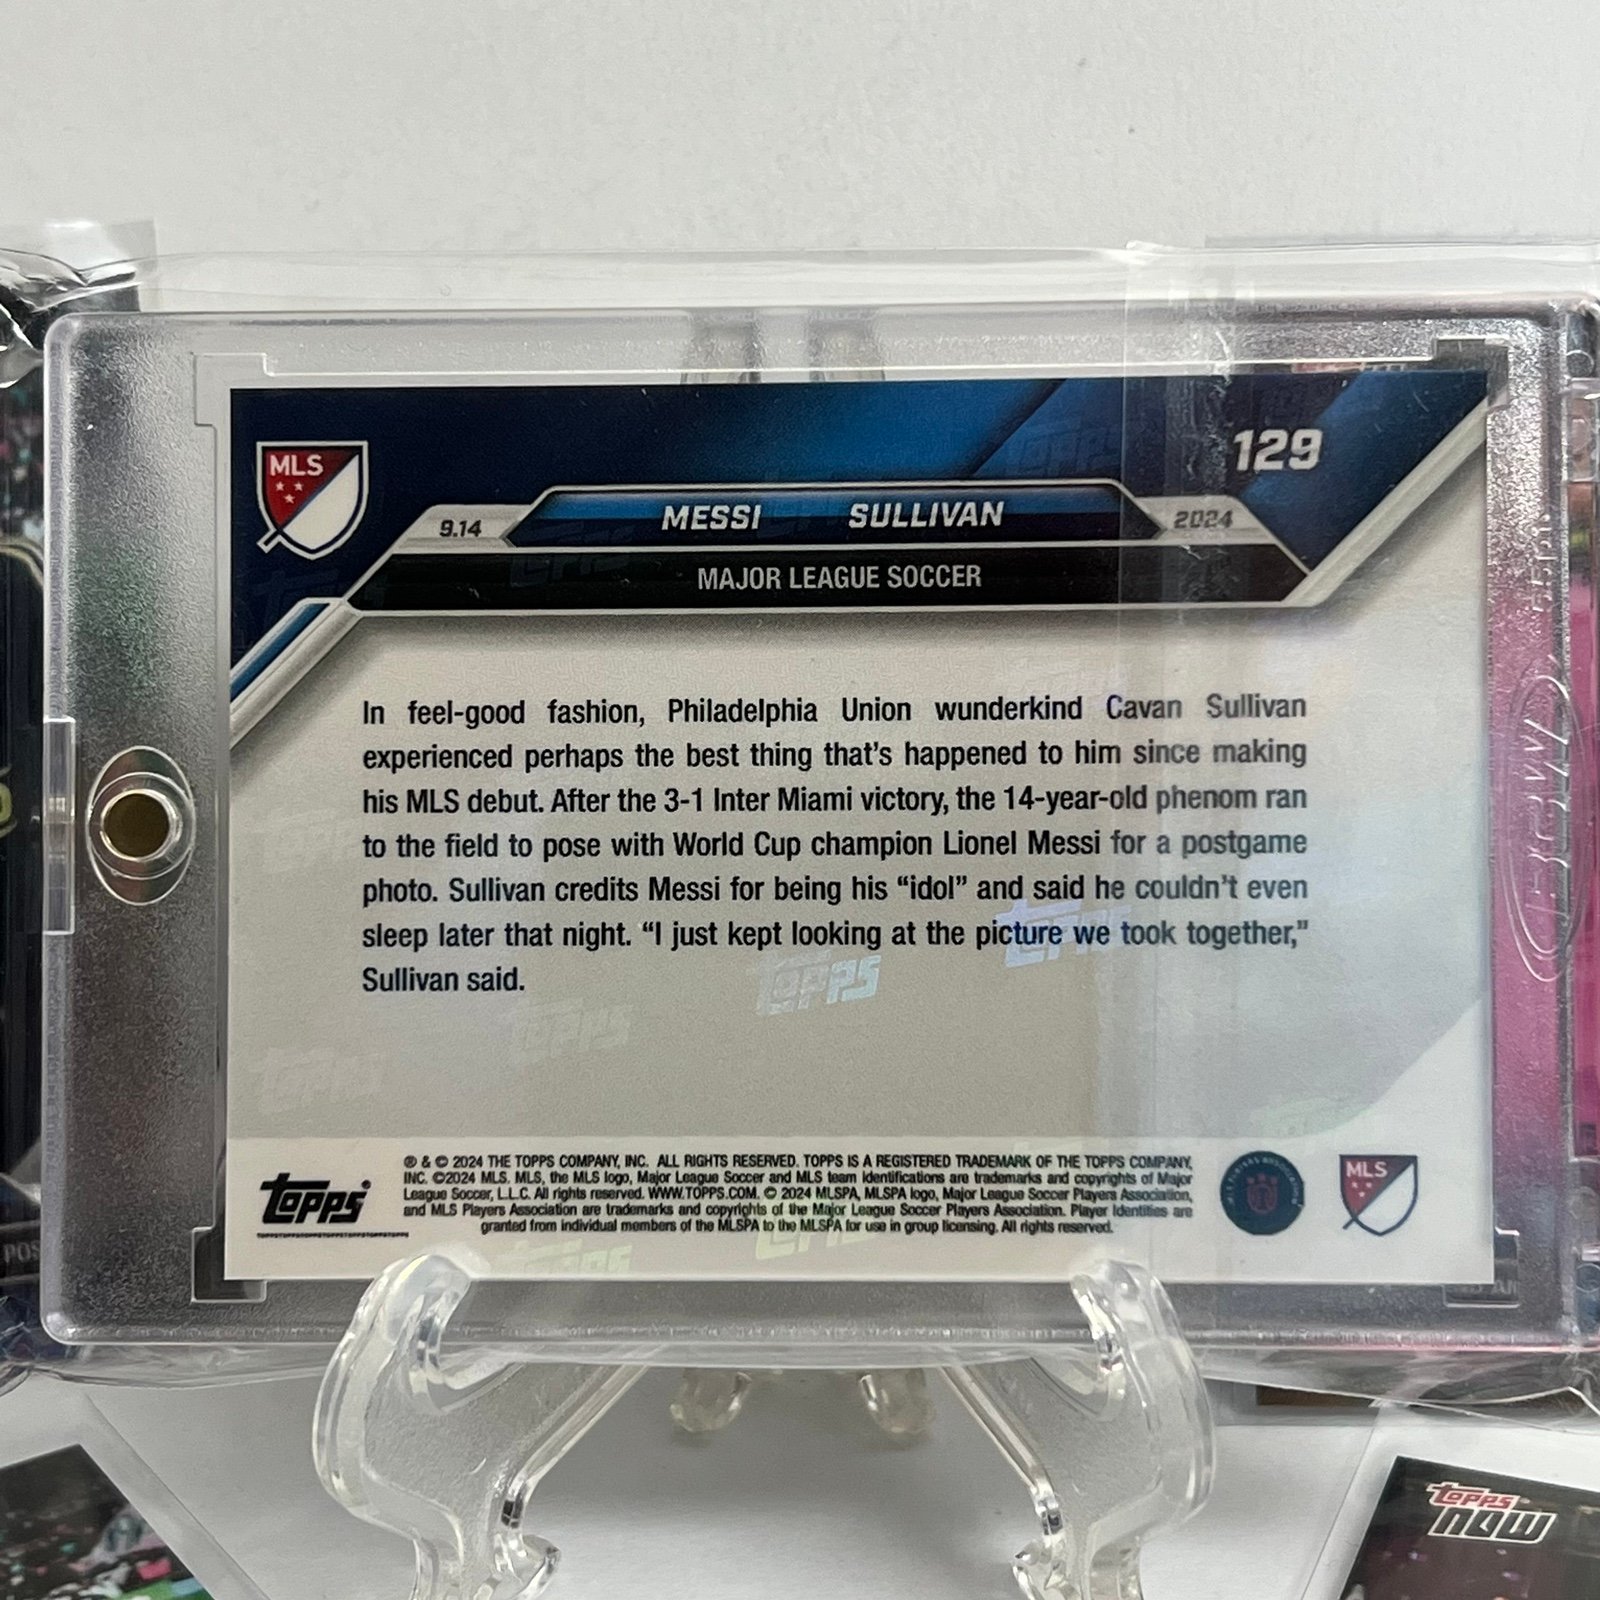 MLS
129
9.14 MESSI SULLIVAN 2024
MAJOR LEAGUE SOCCER
In feel-good fashion, Philadelphia Union wunderkind Cavan Sullivan
experienced perhaps the best thing that's happened to him since making
his MLS debut. After the 3-1 Inter Miami victory, the 14-year-old phenom ran
to the field to pose with World Cup champion Lionel Messi for a postgame
photo. Sullivan credits Messi for being his “idol” and said he couldn't even
sleep later that night. “I just kept looking at the picture we took together,”
Sullivan said.
topps
® & © 2024 THE TOPPS COMPANY, INC. ALL RIGHTS RESERVED. TOPPS IS A REGISTERED TRADEMARK OF THE TOPPS COMPANY,
INC. ©2024 MLS. MLS, the MLS logo, Major League Soccer and MLS team identifications are trademarks and copyrights of Major
League Soccer, L.L.C. All rights reserved. WWW.TOPPS.COM. © 2024 MLSPA, MLSPA logo, Major League Soccer Players Association,
and MLS Players Association are trademarks and copyrights of the Major League Soccer Players Association. Player Identities are
granted from individual members of the MLSPA to the MLSPA for use in group licensing. All rights reserved.
MLS
topps
now